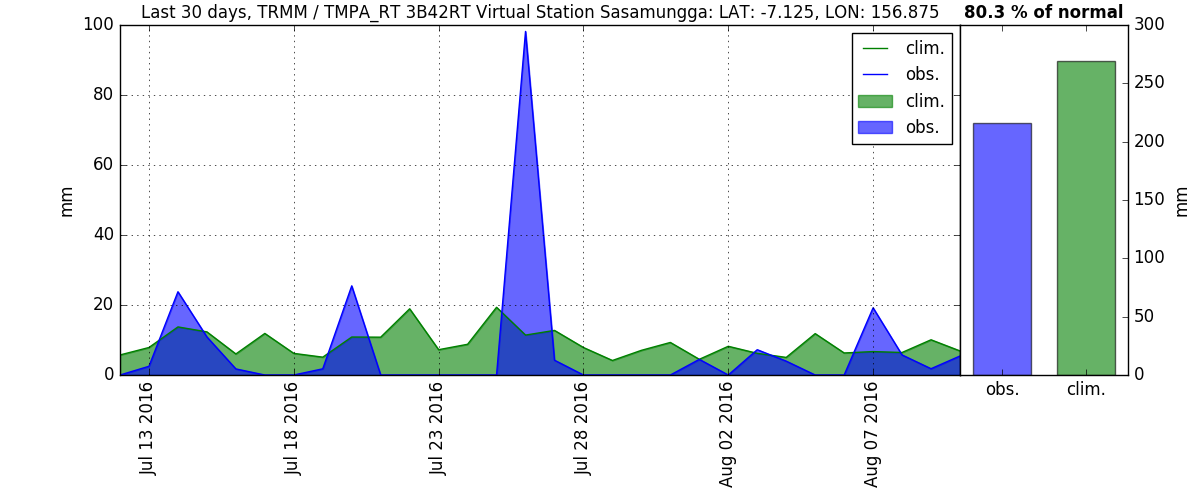 Last 30 days, TRMM / TMPA_RT 3B42RT Virtual Station Sasamungga: LAT: -7.125, LON: 156.875
80.3 % of normal
100
80
60
40
20
0
mm
clim.
obs.
clim.
obs.
Jul 13 2016
Jul 18 2016
Jul 23 2016
Jul 28 2016
Aug 02 2016
Aug 07 2016
300
250
200
150
100
50
0
mm
obs.
clim.